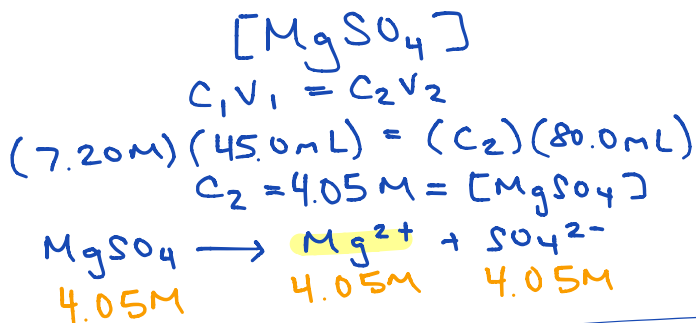 [MgSO₄]
C₁V₁ = C₂V₂
(7.20M)(45.0mL) = (C₂)(80.0mL)
C₂ = 4.05M = [MgSO₄]
MgSO₄ → Mg²⁺ + SO₄²⁻
4.05M 4.05M 4.05M